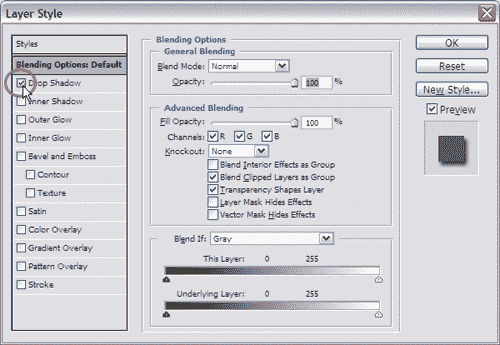 Layer Style
Styles
Blending Options: Default
Drop Shadow
Inner Shadow
Outer Glow
Inner Glow
Bevel and Emboss
Contour
Texture
Satin
Color Overlay
Gradient Overlay
Pattern Overlay
Stroke
Blending Options
General Blending
Blend Mode: Normal
Opacity: 100 %
Advanced Blending
Fill Opacity: 100 %
Channels: R G B
Knockout: None
Blend Interior Effects as Group
Blend Clipped Layers as Group
Transparency Shapes Layer
Layer Mask Hides Effects
Vector Mask Hides Effects
Blend If: Gray
This Layer: 0 255
Underlying Layer: 0 255
OK
Reset
New Style...
Preview